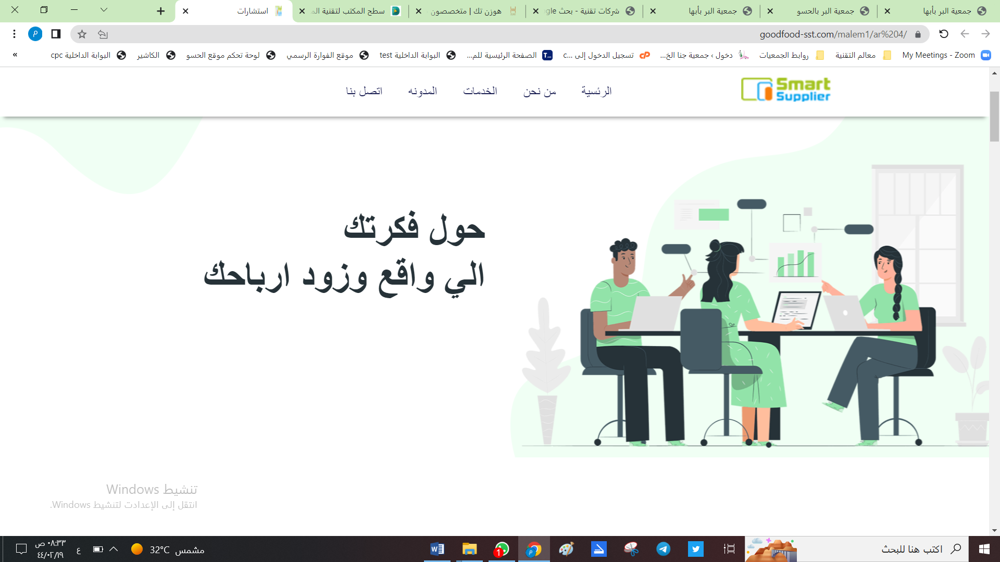 جمعية البر بأبها
جمعية البر بالحسو
جمعية البر بأبها
شركات تقنية - بحث gle
هوزن تك | متخصصون
سطح المكتب لتقنية الم
استشارات
goodfood-sst.com/malem1/ar%204/
My Meetings - Zoom
معالم التقنية
روابط الجمعيات
دخول ‹ جمعية جنا الخ...
تسجيل الدخول إلى c...
الصفحة الرئيسية للم...
البوابة الداخلية test
موقع الفوارة الرسمي
لوحة تحكم موقع الحسو
الكاشير
البوابة الداخلية cpc
«
Smart
Supplier
الرئسية
من نحن
الخدمات
المدونه
اتصل بنا
حول فكرتك
الي واقع وزود ارباحك
تنشيط Windows
انتقل إلى الإعدادت لتنشيط Windows.
اكتب هنا للبحث
1
مشمس 32°C
ع
٠٨:٣٣ ص
٤٤/٠٢/١٩